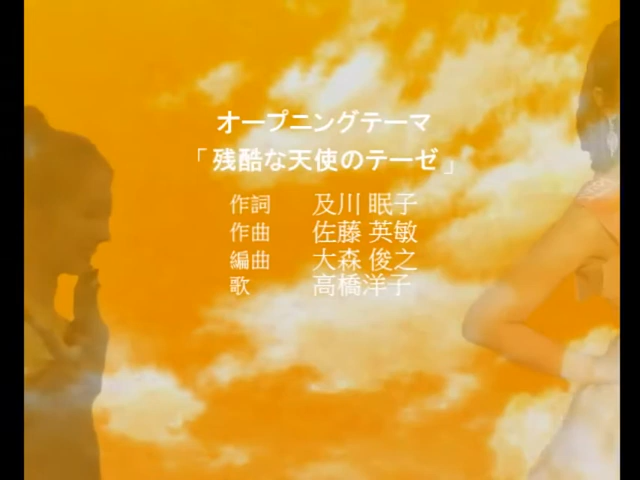 オープニングテーマ
「残酷な天使のテーゼ」
作詞 及川 眠子
作曲 佐藤 英敏
編曲 大森 俊之
歌 高橋洋子